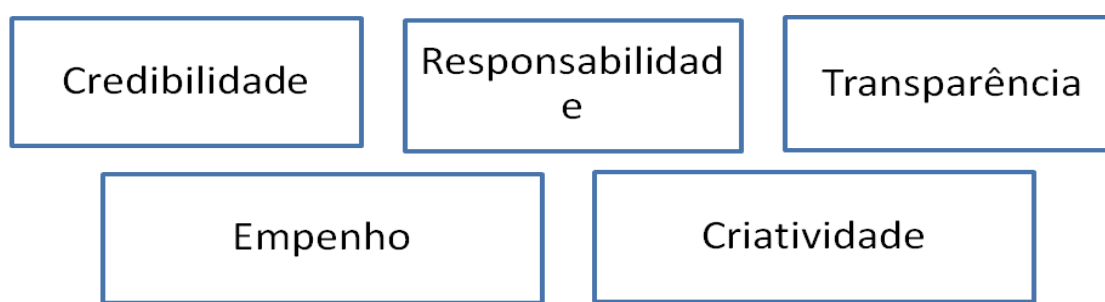 Credibilidade
Responsabilidad
e
Transparência
Empenho
Criatividade